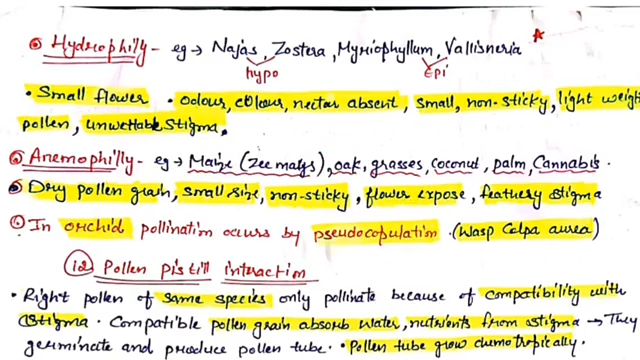 Hydrophilly - eg → Najas, Zostera, Myriophyllum, Vallisneria
hypo Epi
• Small flower • Odour, colour, nectar absent, small, non-sticky, light weight
pollen, unwettable stigma.
Anemophilly - eg → Maize (Zee mays), oak, grasses, coconut, palm, Cannabis.
Dry pollen grain, small size, non-sticky, flower expose, feathery stigma
In orchid pollination occurs by pseudocopulation (Wasp Colpa aurea)
12 Pollen pistill interaction
• Right pollen of same species only pollinate because of compatibility with
stigma. Compatible pollen grain absorb water, nutrients from stigma → They
germinate and produce pollen tube. • Pollen tube grow chemotropically.